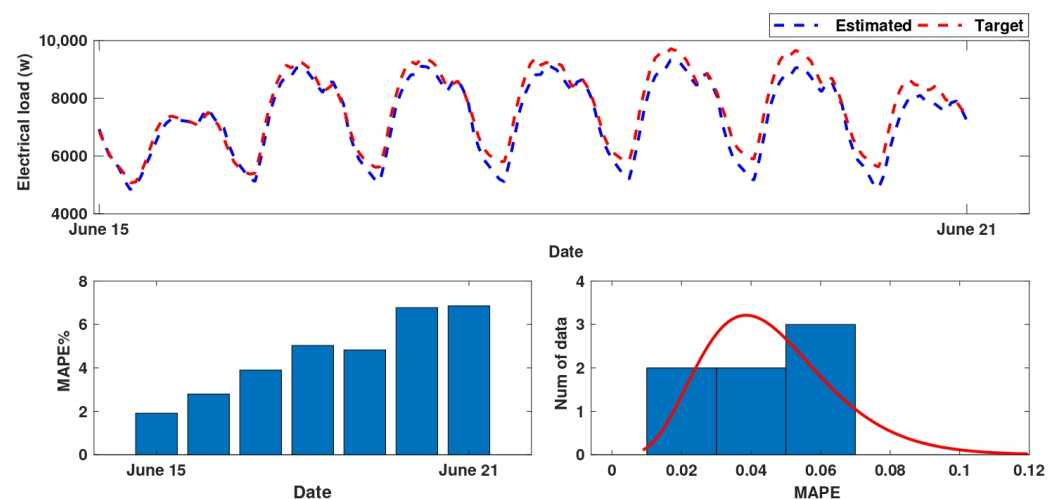 Estimated Target
10,000
8000
6000
4000
Electrical load (w)
June 15 June 21
Date
8
6
4
2
0
MAPE%
June 15 June 21
Date
4
3
2
1
0
Num of data
0 0.02 0.04 0.06 0.08 0.1 0.12
MAPE